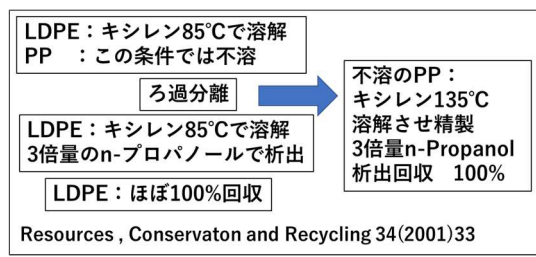 LDPE：キシレン85℃で溶解
PP　：この条件では不溶
ろ過分離
LDPE：キシレン85℃で溶解
3倍量のn-プロパノールで析出
LDPE：ほぼ100%回収
不溶のPP：
キシレン135℃
溶解させ精製
3倍量n-Propanol
析出回収　100%
Resources , Conservaton and Recycling 34(2001)33